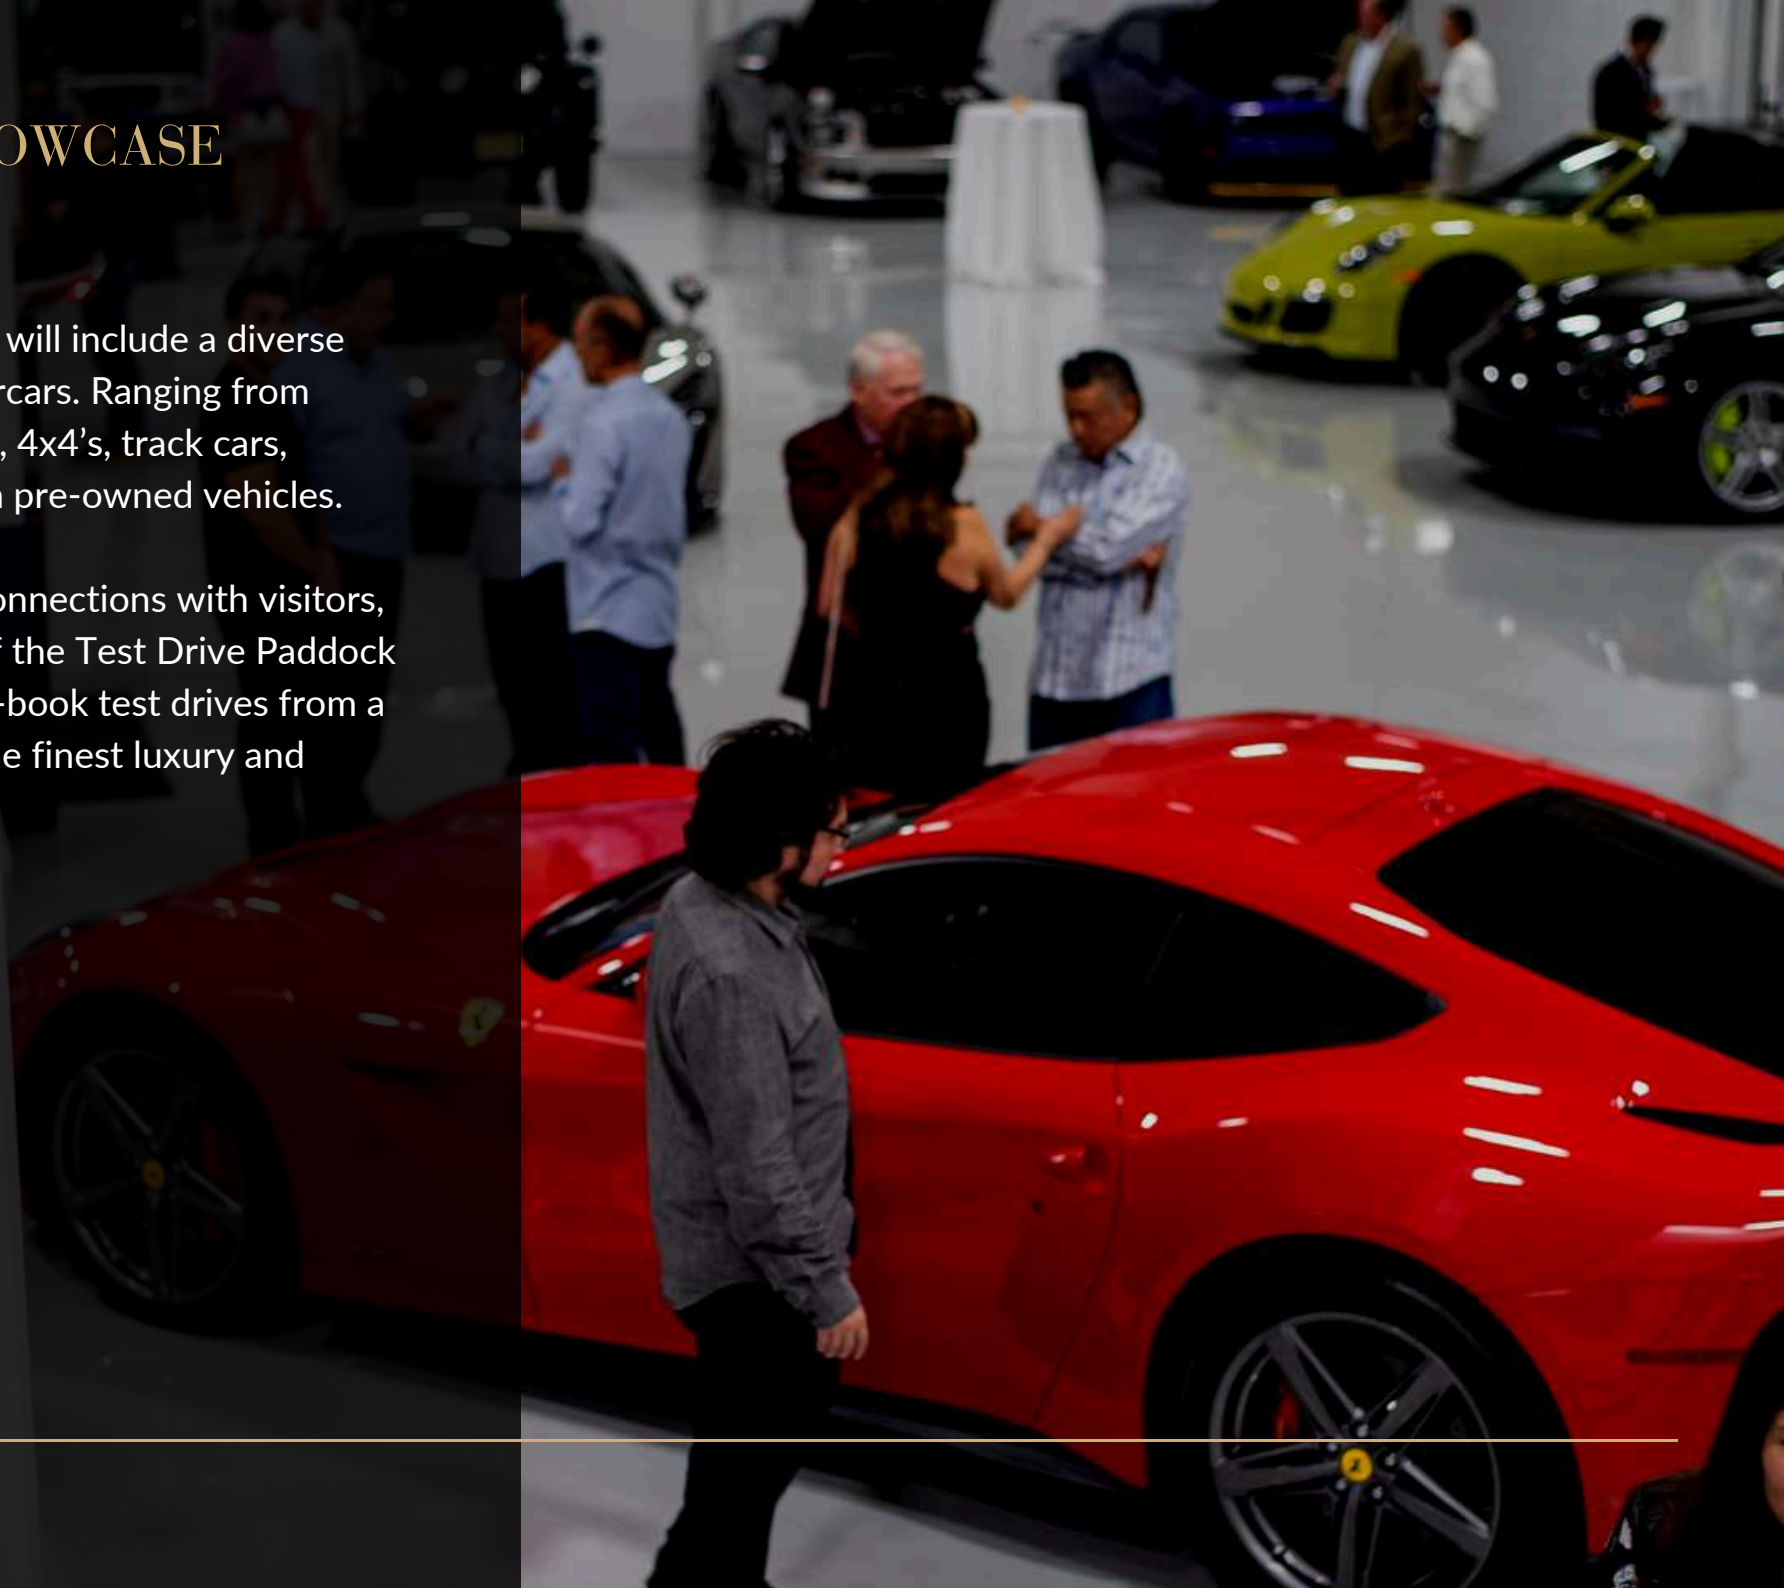 OWCASE
will include a diverse
rcars. Ranging from
, 4x4’s, track cars,
pre-owned vehicles.
onnections with visitors,
f the Test Drive Paddock
-book test drives from a
e finest luxury and